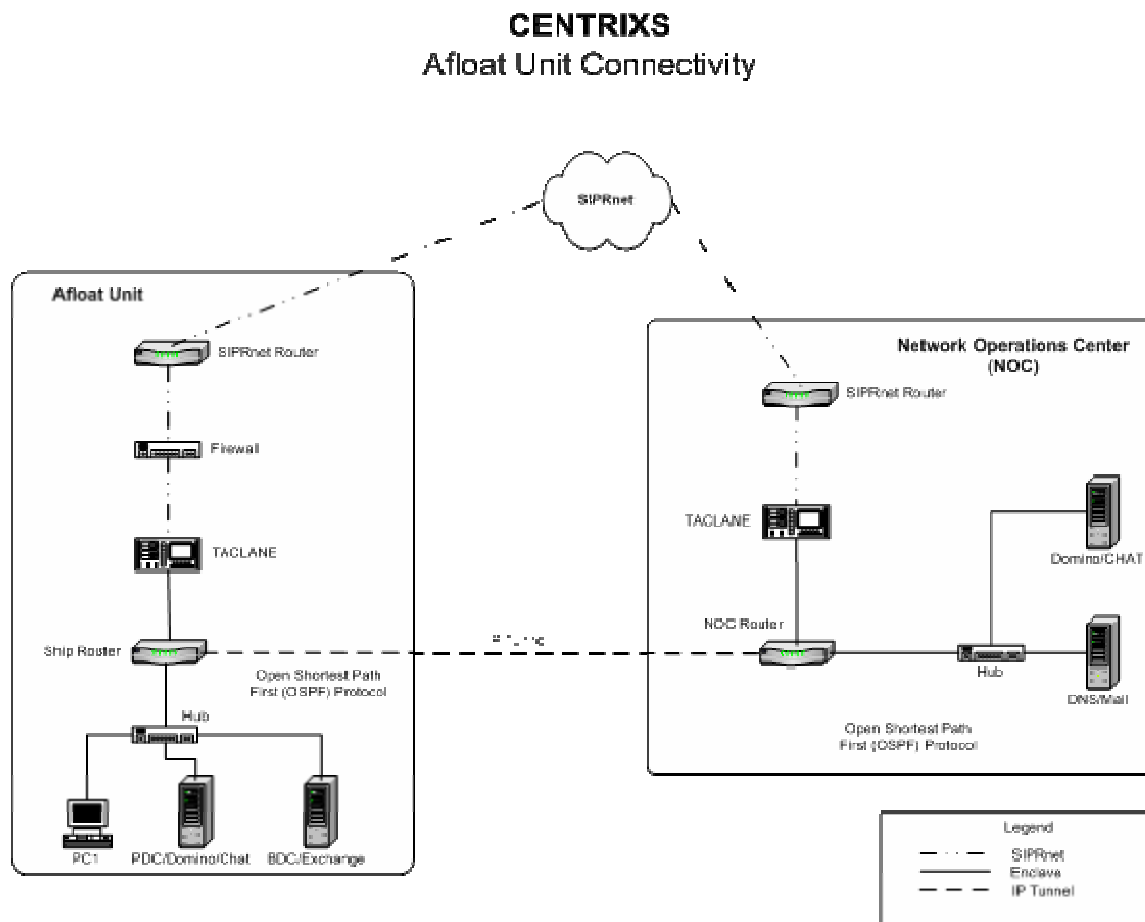 CENTRIXS
Afloat Unit Connectivity
SIPRnet
Afloat Unit
SIPRnet Router
Firewall
TACLANE
Ship Router
Open Shortest Path
First (OSPF) Protocol
Hub
PC1
PDC/Domino/Chat
BDC/Exchange
Network Operations Center
(NOC)
SIPRnet Router
TACLANE
Domino/CHAT
NOC Router
Hub
DNS/Mail
Open Shortest Path
First (OSPF) Protocol
Legend
SIPRnet
Enclave
IP Tunnel